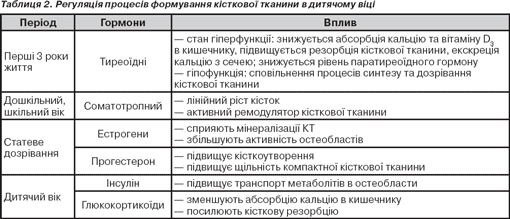 Таблица 2. Регуляція процесів формування кісткової тканини в дитячому віці
Період
Гормони
Вплив
Перші 3 роки
життя
Тиреоїдні
— стан гіперфункції: знижується абсорбція кальцію та вітаміну D3
в кишечнику, підвищується резорбція кісткової тканини, екскреція
кальцію з сечею; знижується рівень паратиреоїдного гормону
— гіпофункція: сповільнення процесів синтезу та дозрівання
кісткової тканини
Дошкільний,
шкільний вік
Соматотропний
— лінійний ріст кісток
— активний ремодулятор кісткової тканини
Статеве
дозрівання
Естрогени
— сприяють мінералізації КТ
— збільшують активність остеобластів
Прогестерон
— підвищує кісткоутворення
— підвищує щільність компактної кісткової тканини
Дитячий вік
Інсулін
— підвищує транспорт метаболітів в остеобласти
Глюкокортикоїди
— зменшують абсорбцію кальцію в кишечнику
— посилюють кісткову резорбцію